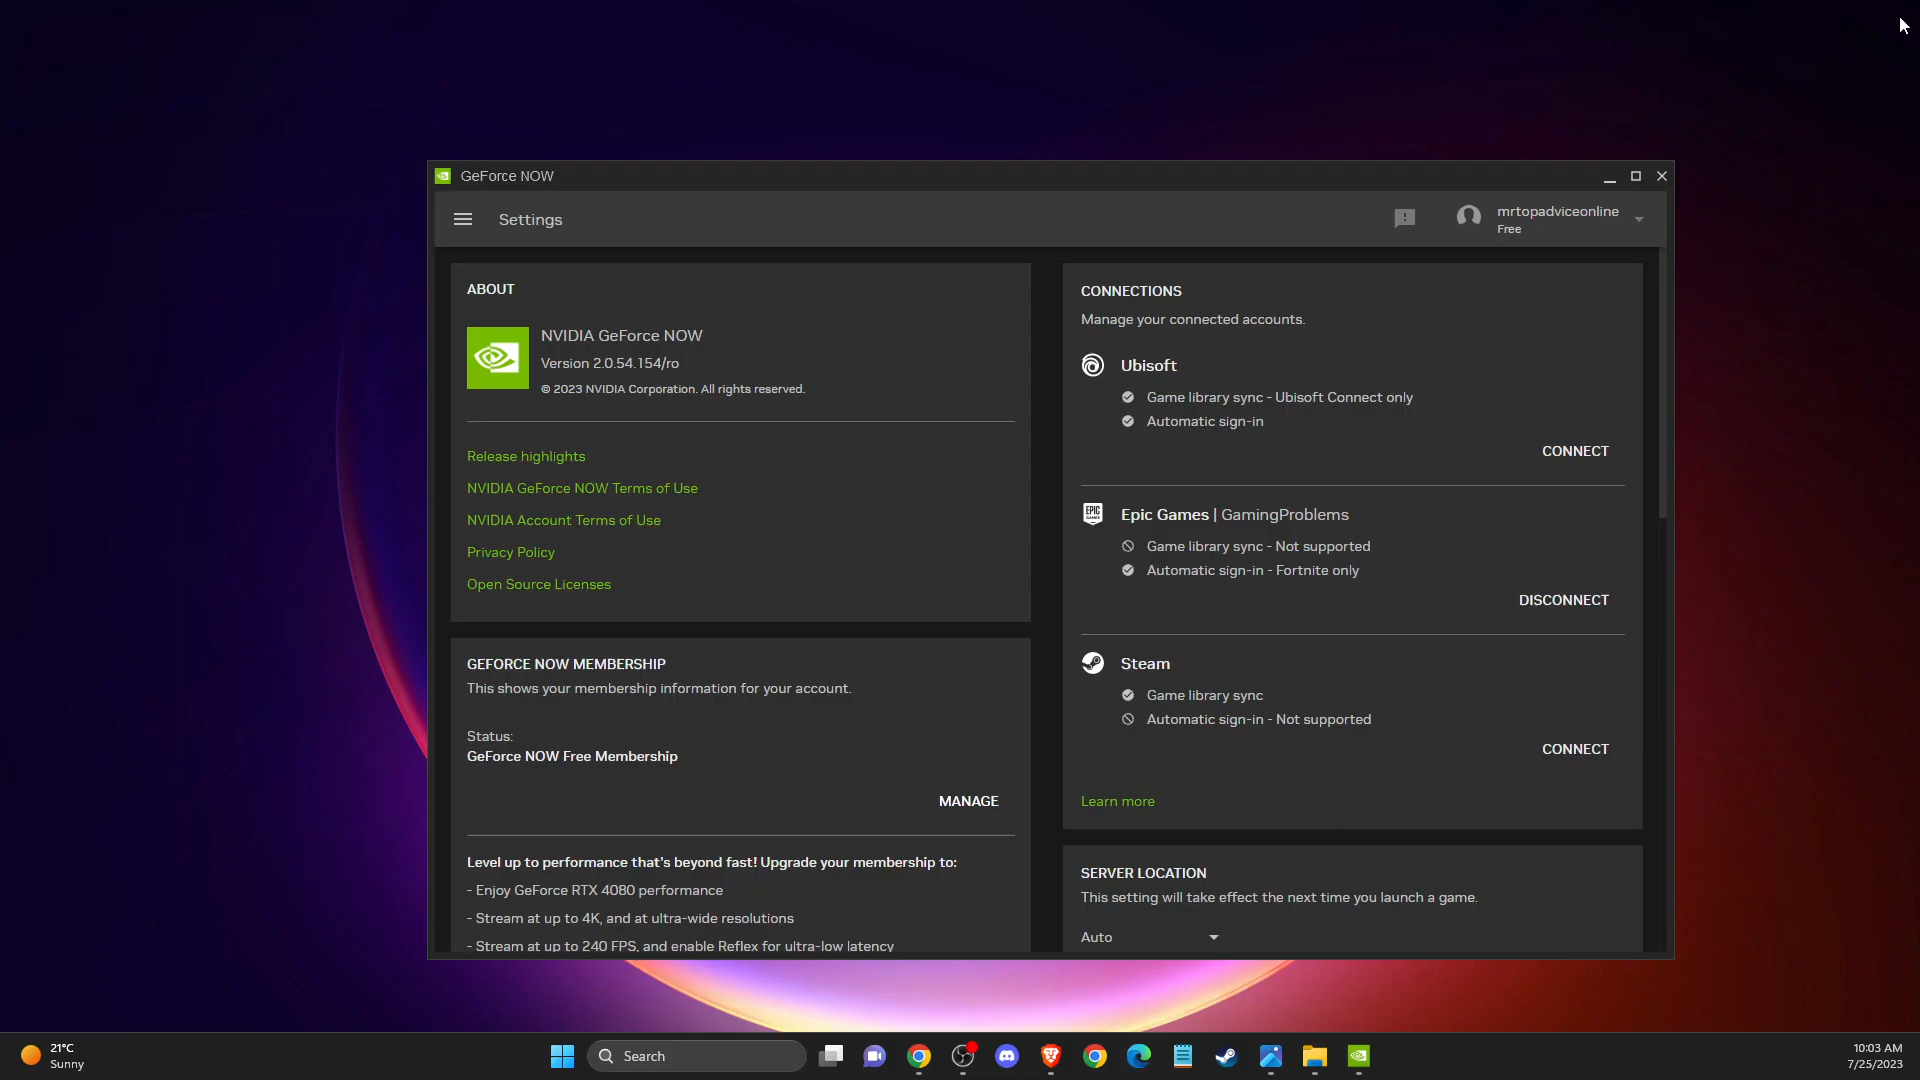 GeForce NOW
Settings
mrtopadviceonline
Free
ABOUT
NVIDIA GeForce NOW
Version 2.0.54.154/ro
© 2023 NVIDIA Corporation. All rights reserved.
Release highlights
NVIDIA GeForce NOW Terms of Use
NVIDIA Account Terms of Use
Privacy Policy
Open Source Licenses
GEFORCE NOW MEMBERSHIP
This shows your membership information for your account.
Status:
GeForce NOW Free Membership
MANAGE
Level up to performance that's beyond fast! Upgrade your membership to:
- Enjoy GeForce RTX 4080 performance
- Stream at up to 4K, and at ultra-wide resolutions
- Stream at up to 240 FPS, and enable Reflex for ultra-low latency
CONNECTIONS
Manage your connected accounts.
Ubisoft
Game library sync - Ubisoft Connect only
Automatic sign-in
CONNECT
EPIC GAMES
Epic Games | GamingProblems
Game library sync - Not supported
Automatic sign-in - Fortnite only
DISCONNECT
Steam
Game library sync
Automatic sign-in - Not supported
CONNECT
Learn more
SERVER LOCATION
This setting will take effect the next time you launch a game.
Auto
21°C
Sunny
Search
10:03 AM
7/25/2023